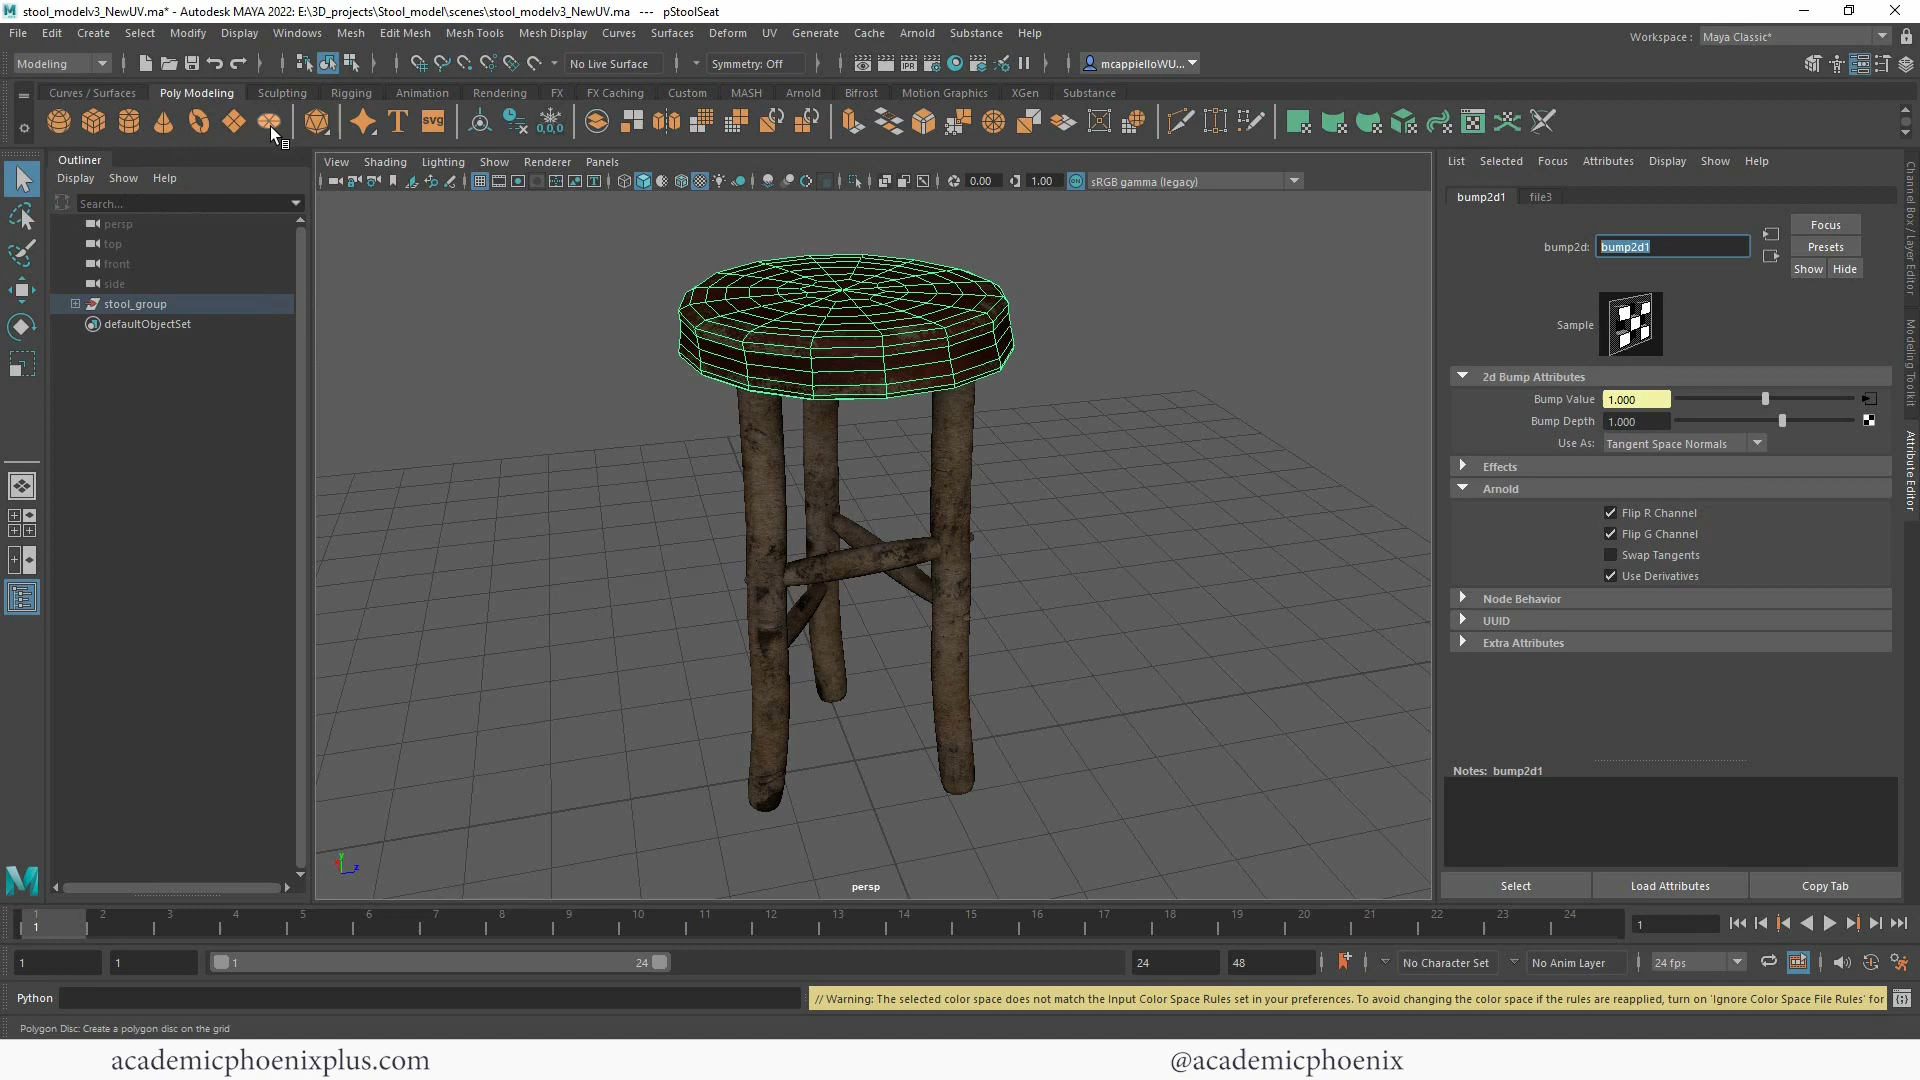 stool_modelv3_NewUV.ma* - Autodesk MAYA 2022: E:\3D_projects\Stool_model\scenes\stool_modelv3_NewUV.ma --- pStoolSeat
File Edit Create Select Modify Display Windows Mesh Edit Mesh Mesh Tools Mesh Display Curves Surfaces Deform UV Generate Cache Arnold Substance Help
Workspace : Maya Classic*
Modeling No Live Surface Symmetry: Off mcappielloWU...
Curves / Surfaces Poly Modeling Sculpting Rigging Animation Rendering FX FX Caching Custom MASH Arnold Bifrost Motion Graphics XGen Substance
Outliner
Display Show Help
Search...
persp
top
front
side
stool_group
defaultObjectSet
View Shading Lighting Show Renderer Panels
0.00 1.00 sRGB gamma (legacy)
persp
List Selected Focus Attributes Display Show Help
bump2d1 file3
bump2d: bump2d1
Focus
Presets
Show Hide
Sample
2d Bump Attributes
Bump Value 1.000
Bump Depth 1.000
Use As: Tangent Space Normals
Effects
Arnold
Flip R Channel
Flip G Channel
Swap Tangents
Use Derivatives
Node Behavior
UUID
Extra Attributes
Notes: bump2d1
Select Load Attributes Copy Tab
Channel Box / Layer Editor
Modeling Toolkit
Attribute Editor
1 2 3 4 5 6 7 8 9 10 11 12 13 14 15 16 17 18 19 20 21 22 23 24
1 1
1 1 1 24 24 48 No Character Set No Anim Layer 24 fps
Python // Warning: The selected color space does not match the Input Color Space Rules set in your preferences. To avoid changing the color space if the rules are reapplied, turn on 'Ignore Color Space File Rules' for
Polygon Disc: Create a polygon disc on the grid
academicphoenixplus.com @academicphoenix